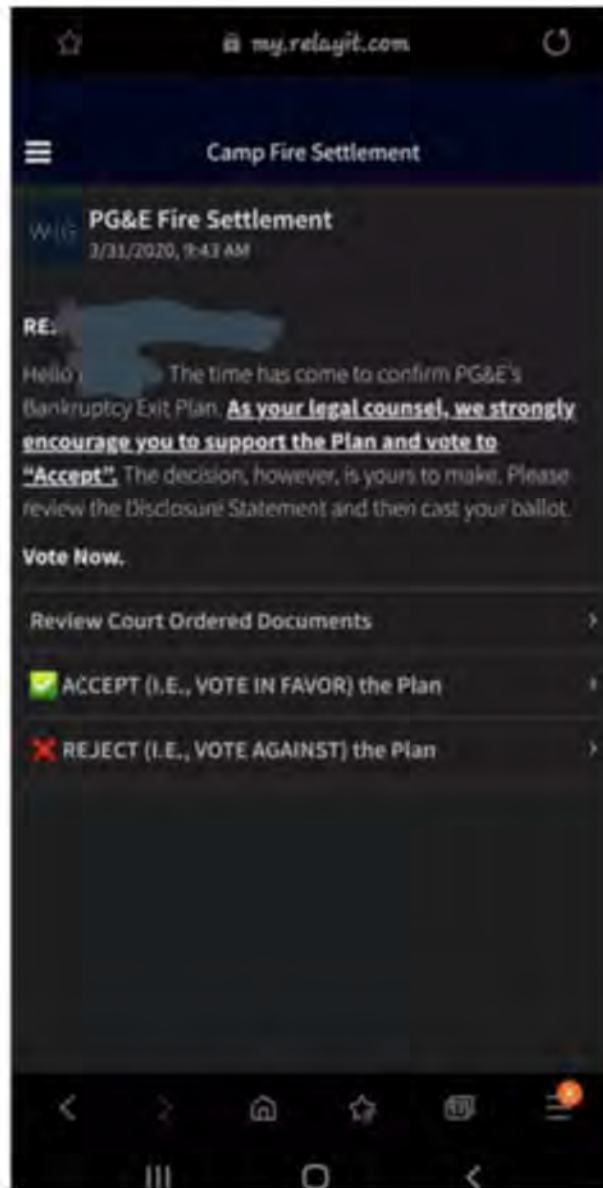 my.relayit.com
Camp Fire Settlement
PG&E Fire Settlement
3/31/2020, 9:43 AM
RE:
Hello The time has come to confirm PG&E's
Bankruptcy Exit Plan. As your legal counsel, we strongly
encourage you to support the Plan and vote to
"Accept". The decision, however, is yours to make. Please
review the Disclosure Statement and then cast your ballot.
Vote Now.
Review Court Ordered Documents
ACCEPT (I.E., VOTE IN FAVOR) the Plan
REJECT (I.E., VOTE AGAINST) the Plan